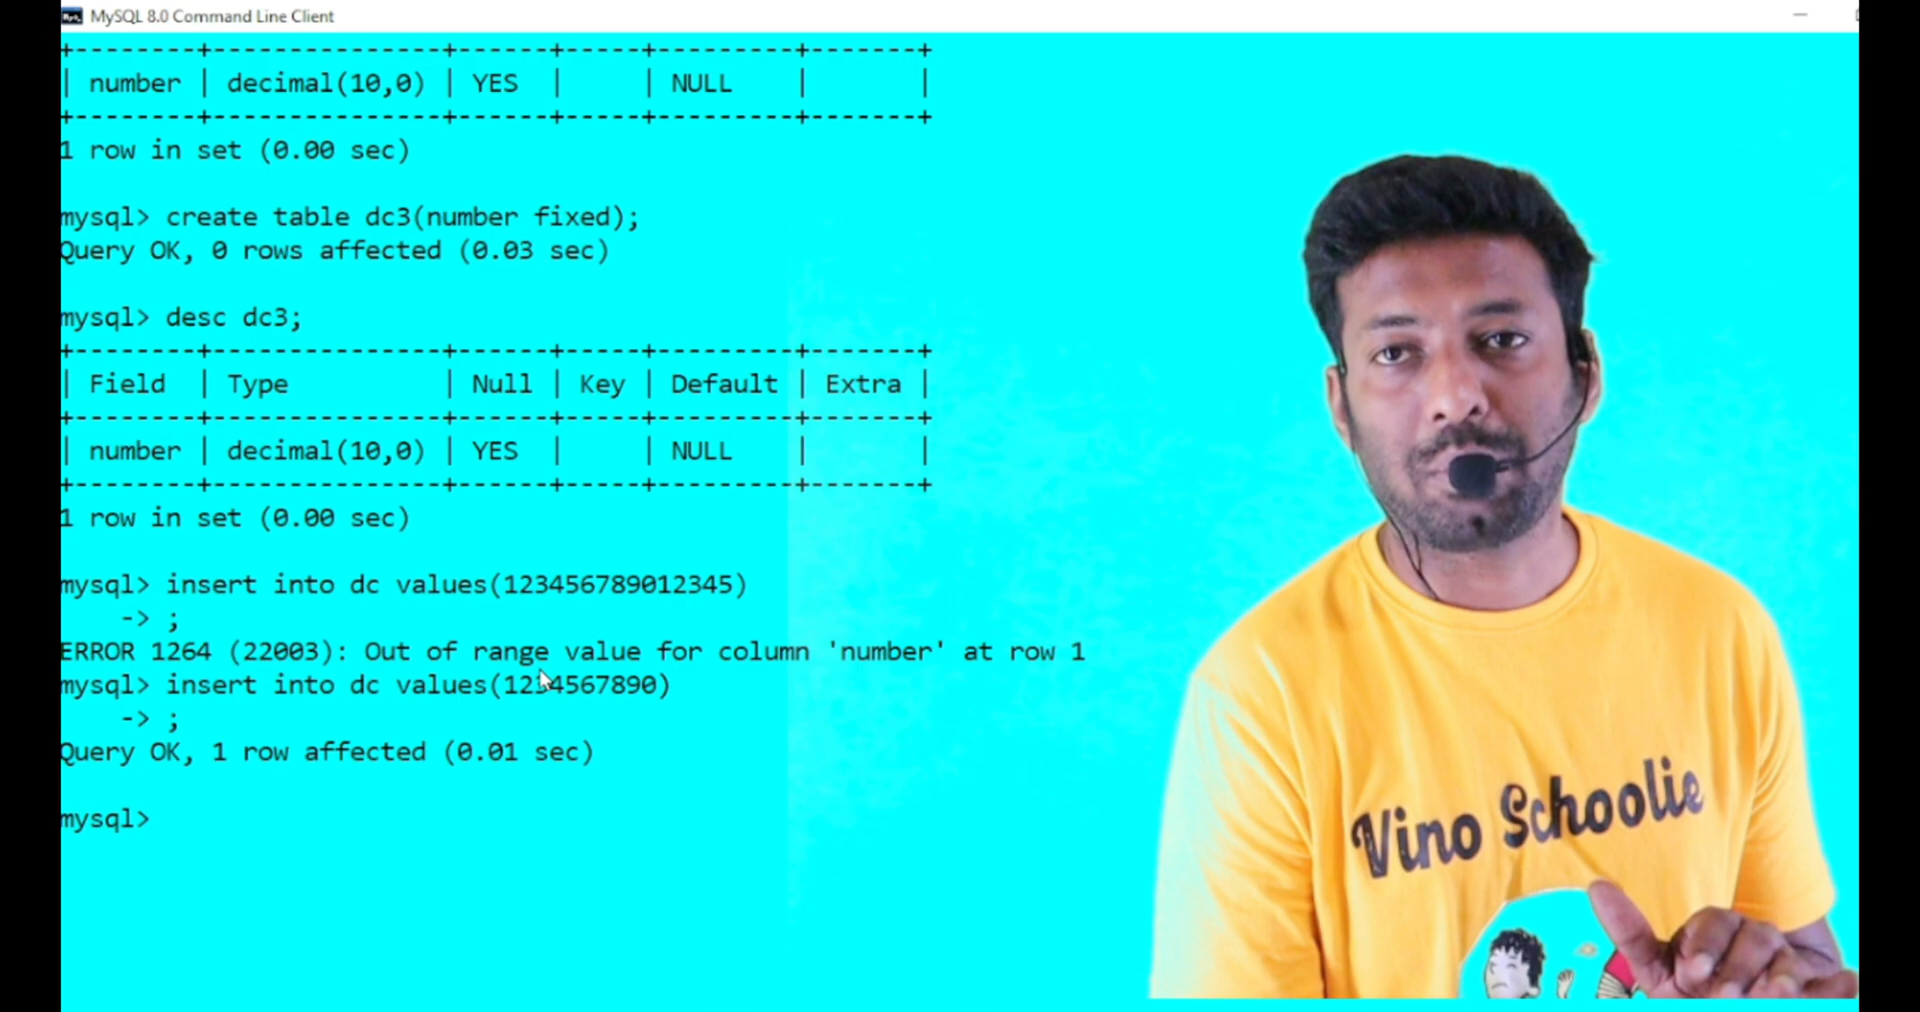 MySQL 8.0 Command Line Client
+--------+---------------+------+-----+---------+-------+
| number | decimal(10,0) | YES  |     | NULL    |       |
+--------+---------------+------+-----+---------+-------+
1 row in set (0.00 sec)
mysql> create table dc3(number fixed);
Query OK, 0 rows affected (0.03 sec)
mysql> desc dc3;
+--------+---------------+------+-----+---------+-------+
| Field  | Type          | Null | Key | Default | Extra |
+--------+---------------+------+-----+---------+-------+
| number | decimal(10,0) | YES  |     | NULL    |       |
+--------+---------------+------+-----+---------+-------+
1 row in set (0.00 sec)
mysql> insert into dc values(123456789012345)
    -> ;
ERROR 1264 (22003): Out of range value for column 'number' at row 1
mysql> insert into dc values(1234567890)
    -> ;
Query OK, 1 row affected (0.01 sec)
mysql>
Vino Schoolie